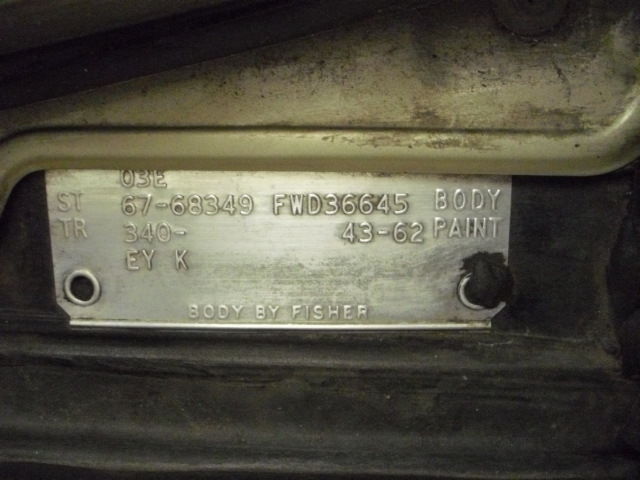 03E
ST 67-68349 FWD36645 BODY
TR 340- 43-62 PAINT
EY K
BODY BY FISHER